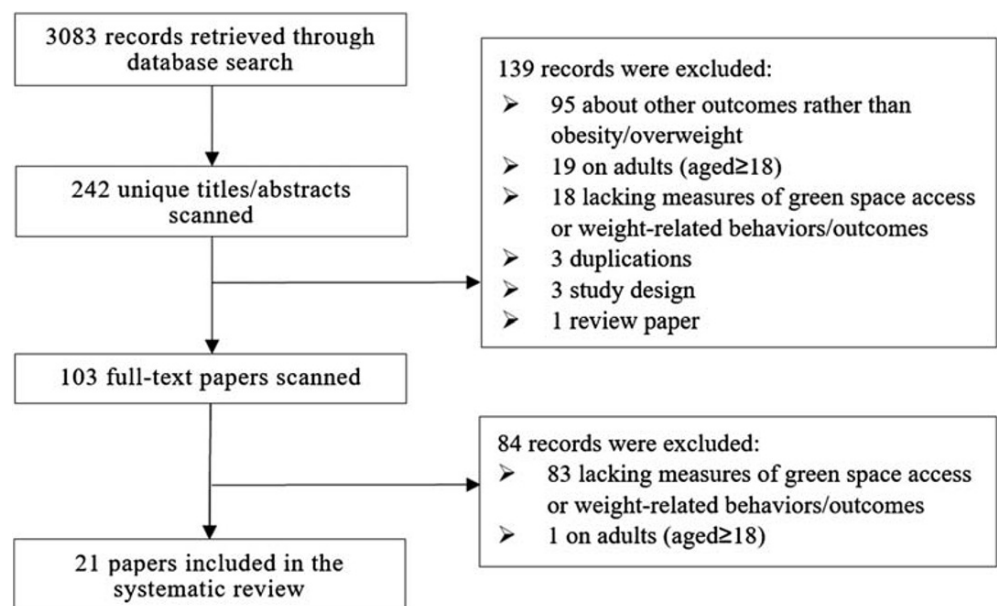 3083 records retrieved through
database search
139 records were excluded:
➢ 95 about other outcomes rather than
obesity/overweight
➢ 19 on adults (aged≥18)
➢ 18 lacking measures of green space access
or weight-related behaviors/outcomes
➢ 3 duplications
➢ 3 study design
➢ 1 review paper
242 unique titles/abstracts
scanned
103 full-text papers scanned
84 records were excluded:
➢ 83 lacking measures of green space access
or weight-related behaviors/outcomes
➢ 1 on adults (aged≥18)
21 papers included in the
systematic review